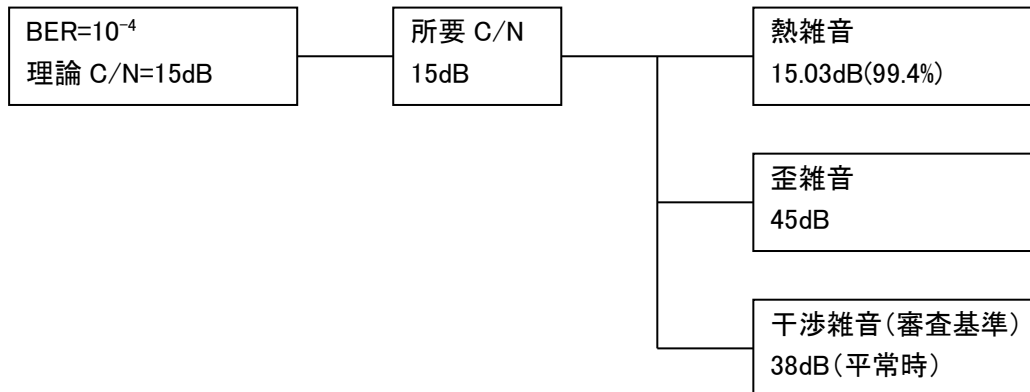 BER=10⁻⁴
理論 C/N=15dB
所要 C/N
15dB
熱雑音
15.03dB(99.4%)
歪雑音
45dB
干渉雑音(審査基準)
38dB(平常時)